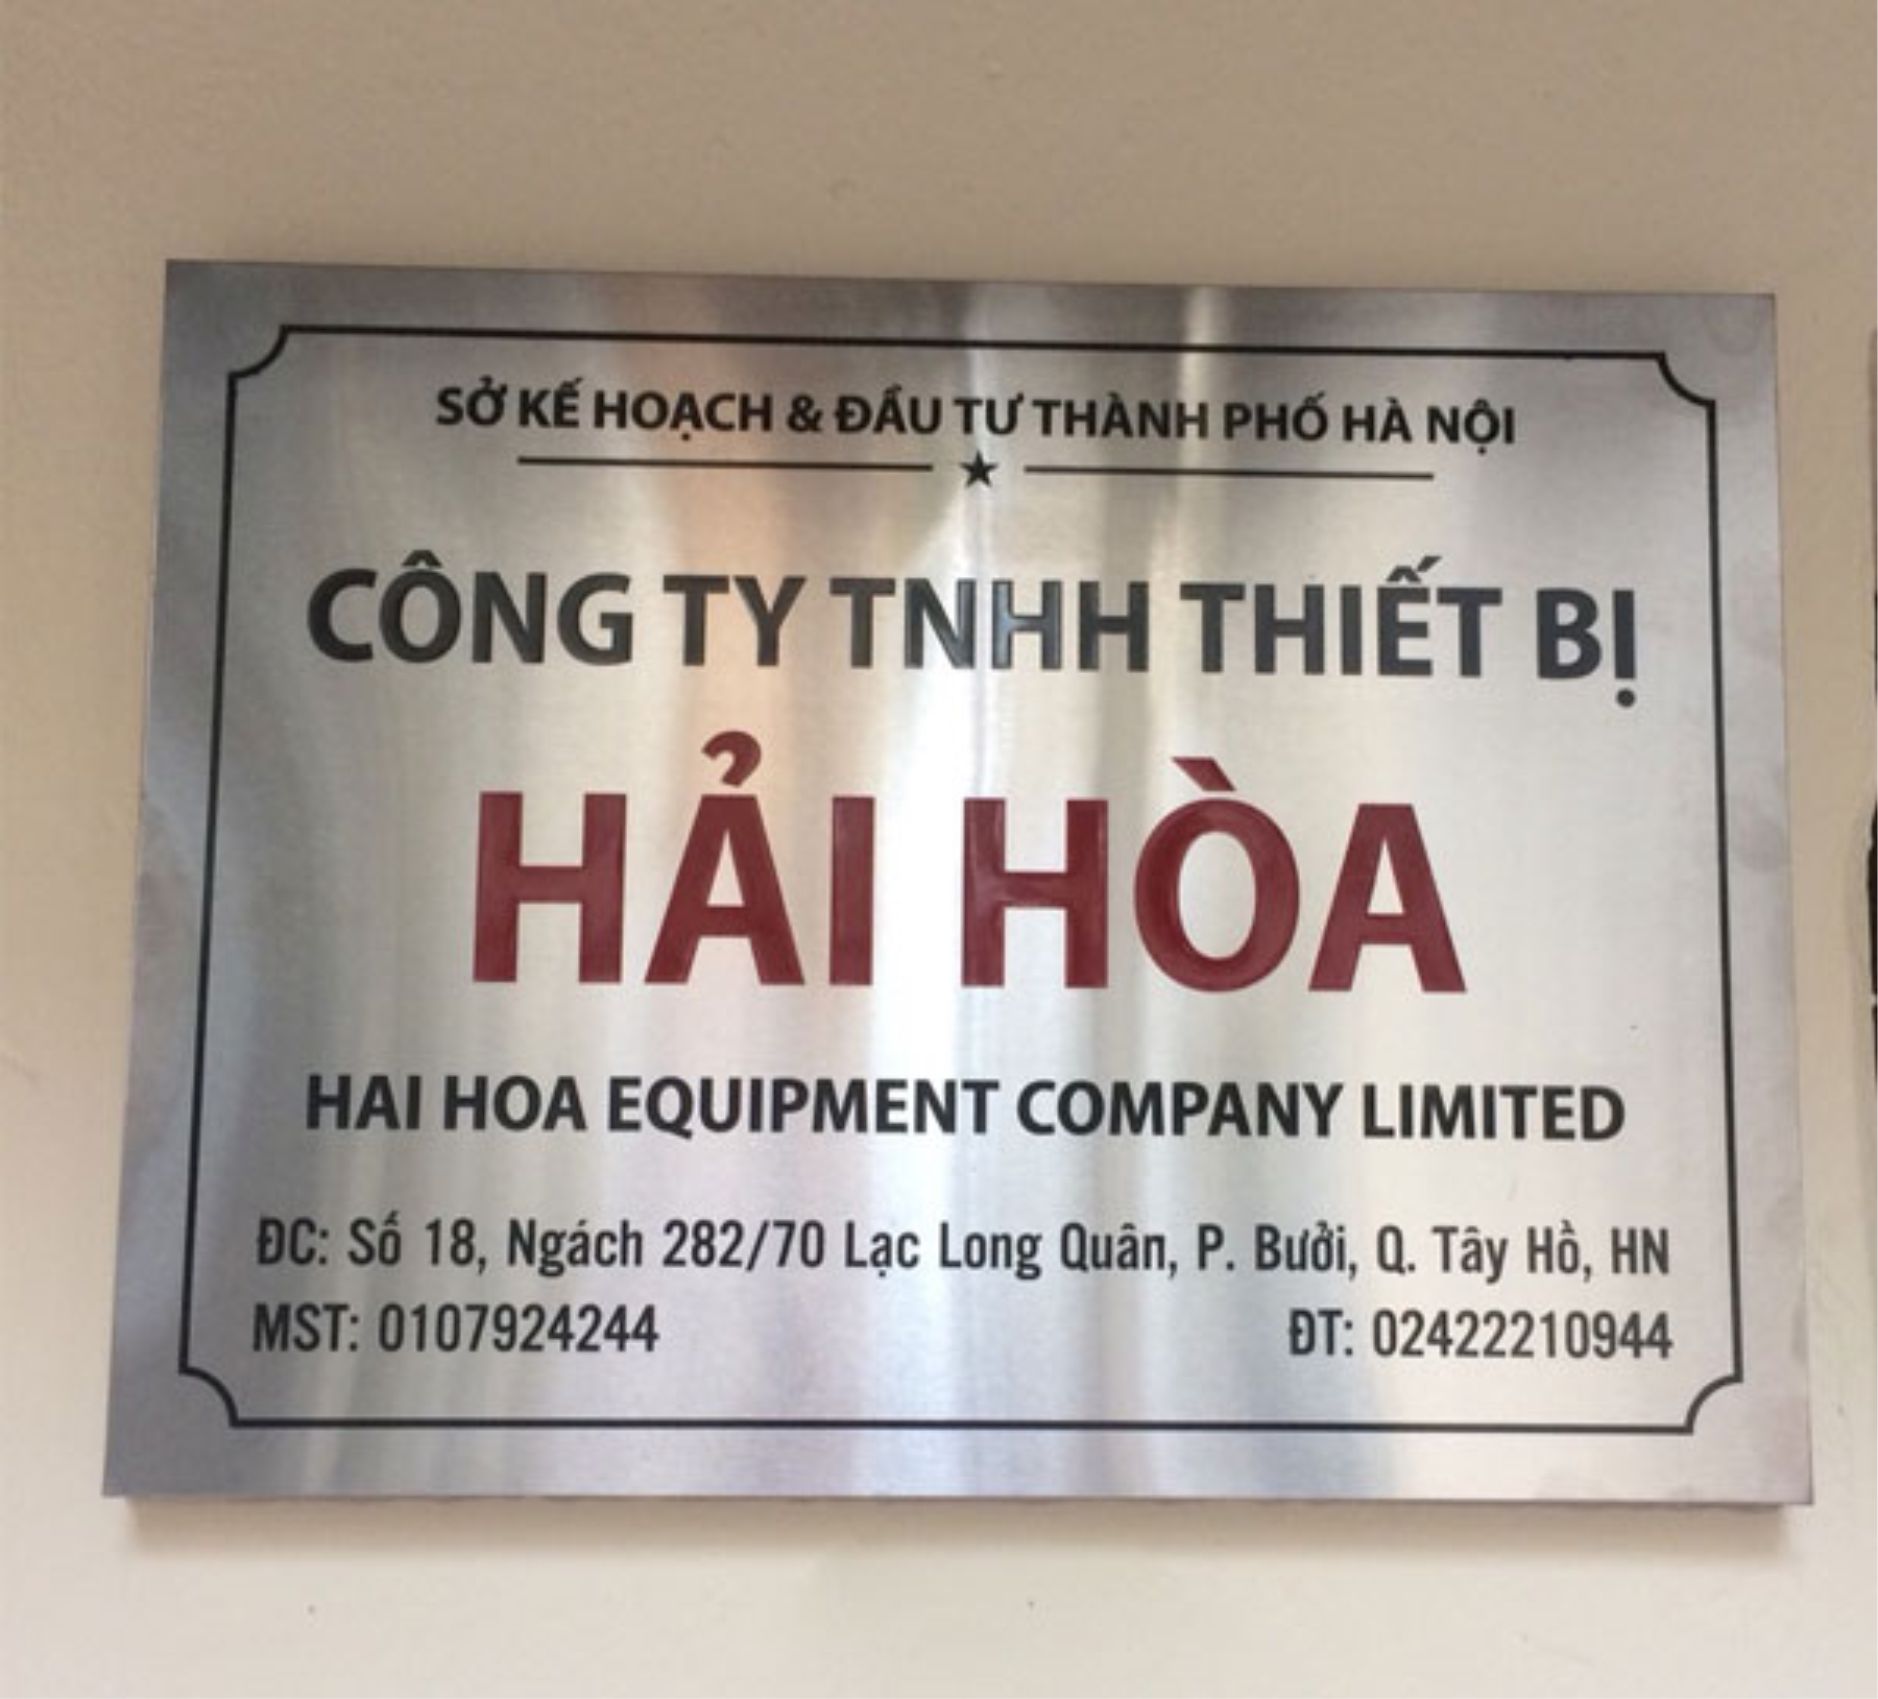 SỞ KẾ HOẠCH & ĐẦU TƯ THÀNH PHỐ HÀ NỘI
CÔNG TY TNHH THIẾT BỊ
HẢI HÒA
HAI HOA EQUIPMENT COMPANY LIMITED
ĐC: Số 18, Ngách 282/70 Lạc Long Quân, P. Bưởi, Q. Tây Hồ, HN
MST: 0107924244 ĐT: 02422210944